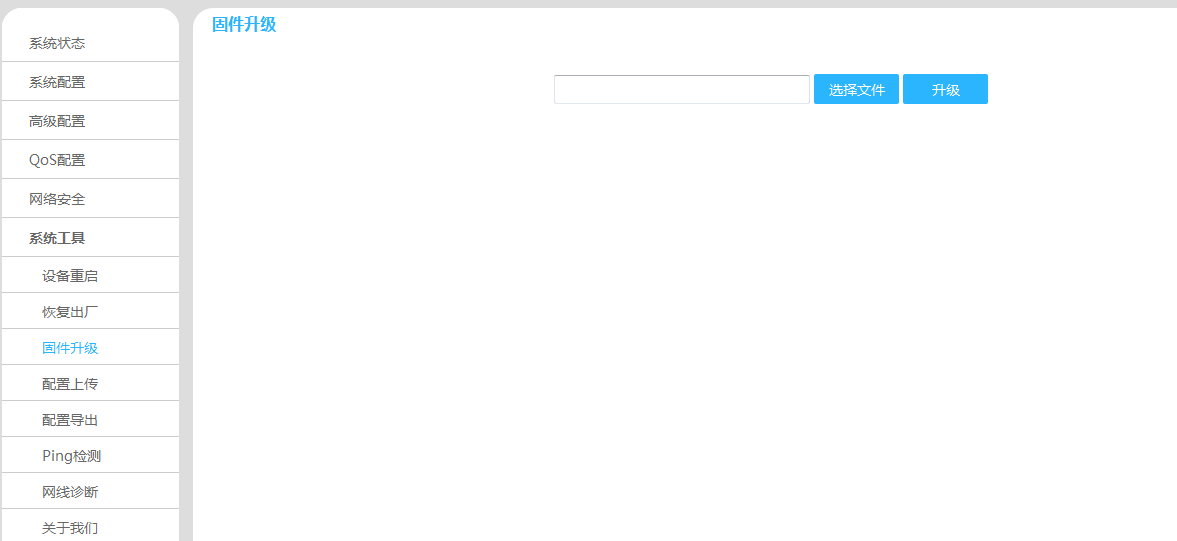 系统状态
系统配置
高级配置
QoS配置
网络安全
系统工具
设备重启
恢复出厂
固件升级
配置上传
配置导出
Ping检测
网线诊断
关于我们
固件升级
选择文件 升级